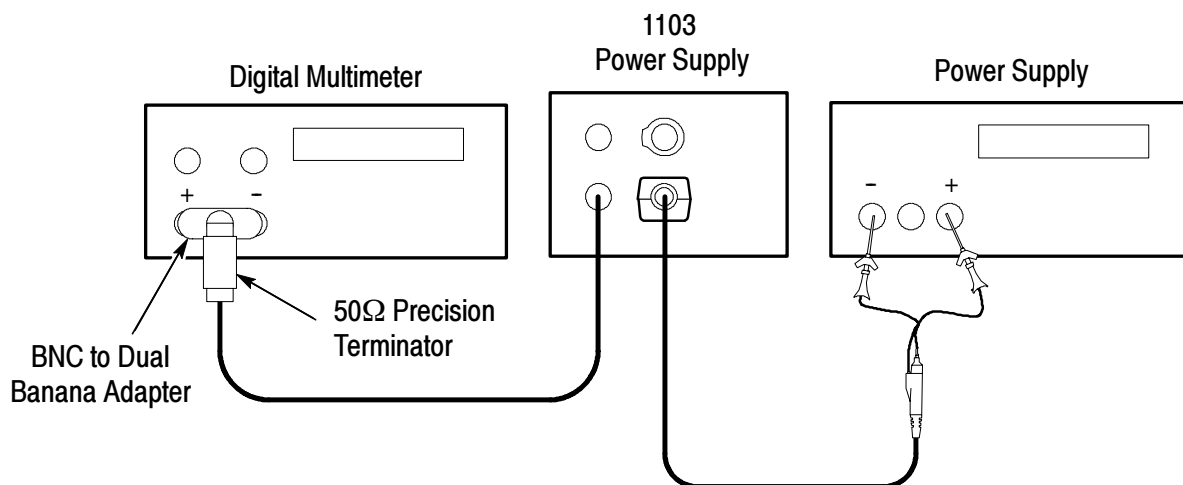 1103
Power Supply
Digital Multimeter
Power Supply
+ -
- +
50Ω Precision
Terminator
BNC to Dual
Banana Adapter